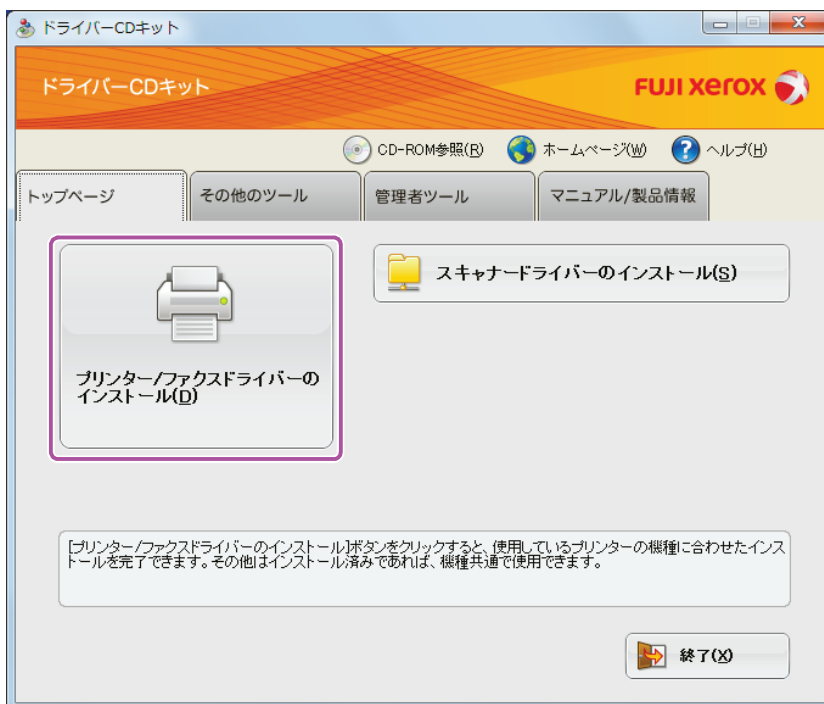 ドライバーCDキット
ドライバーCDキット
FUJI XEROX
CD-ROM参照(R) ホームページ(W) ヘルプ(H)
トップページ その他のツール 管理者ツール マニュアル/製品情報
スキャナードライバーのインストール(S)
プリンター/ファクスドライバーの
インストール(D)
[プリンター/ファクスドライバーのインストール]ボタンをクリックすると、使用しているプリンターの機種に合わせたインス
トールを完了できます。その他はインストール済みであれば、機種共通で使用できます。
終了(X)